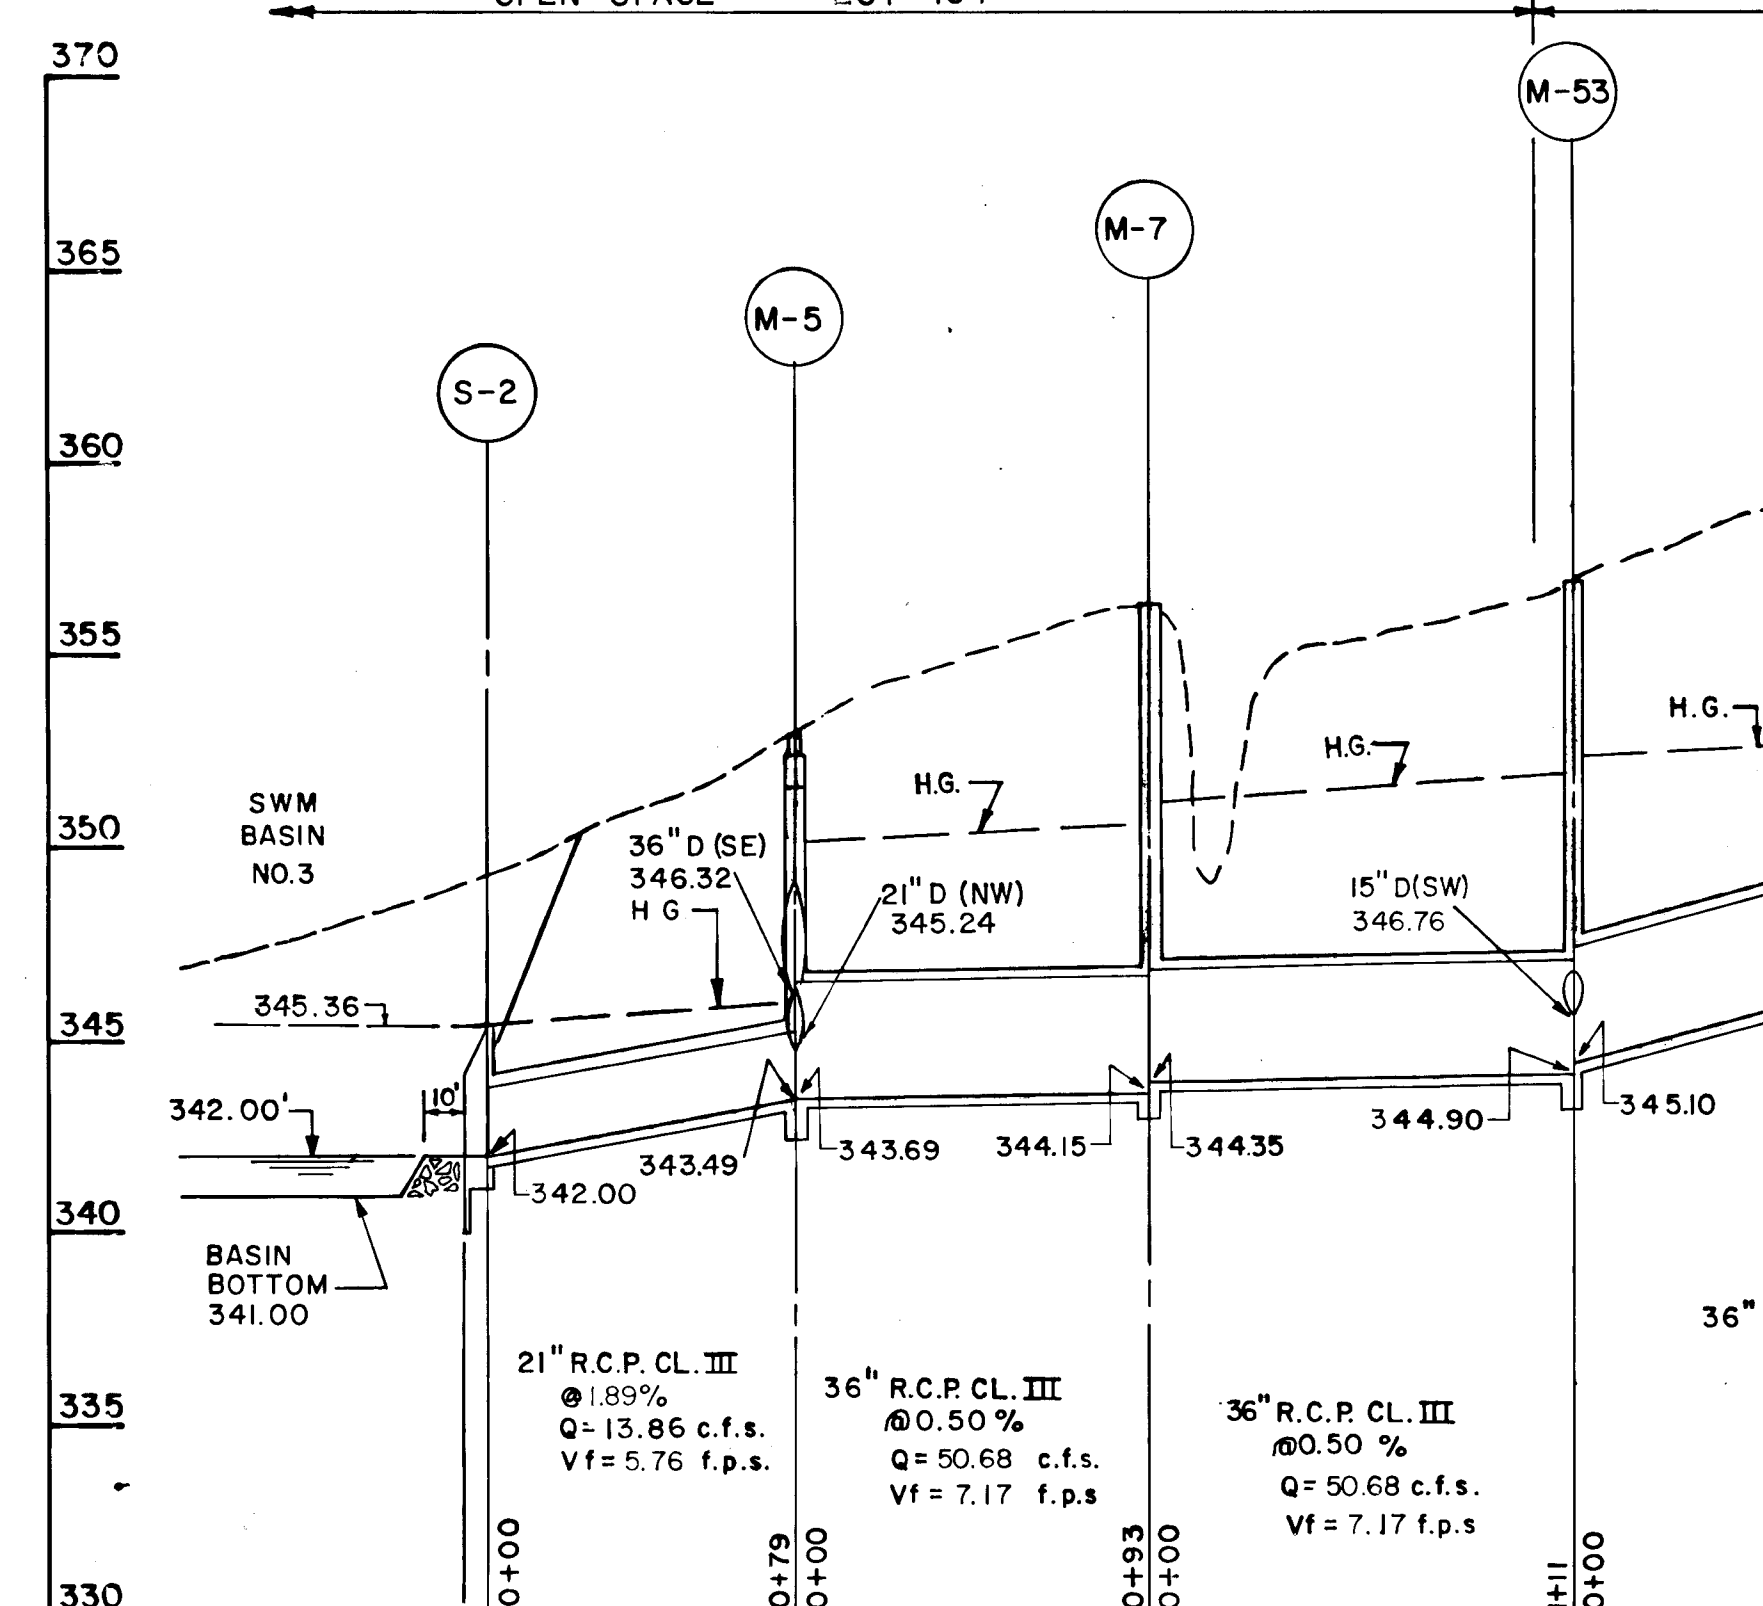 OPEN SPACE LOT 
370
365
360
355
350
345
340
335
330
S-2
M-5
M-7
M-53
SWM
BASIN
NO.3
36" D (SE)
346.32
H G
21" D (NW)
345.24
H.G.
H.G.
H.G.
15" D(SW)
346.76
345.36
342.00'
10'
342.00
343.49
343.69
344.15
344.35
344.90
345.10
BASIN
BOTTOM
341.00
21" R.C.P. CL. III
@ 1.89%
Q= 13.86 c.f.s.
Vf = 5.76 f.p.s.
36" R.C.P. CL. III
@ 0.50 %
Q = 50.68 c.f.s.
Vf = 7.17 f.p.s
36" R.C.P. CL. III
@0.50 %
Q= 50.68 c.f.s.
Vf = 7.17 f.p.s
36"
0+00
0+79
0+00
0+93
0+00
+11
0+00